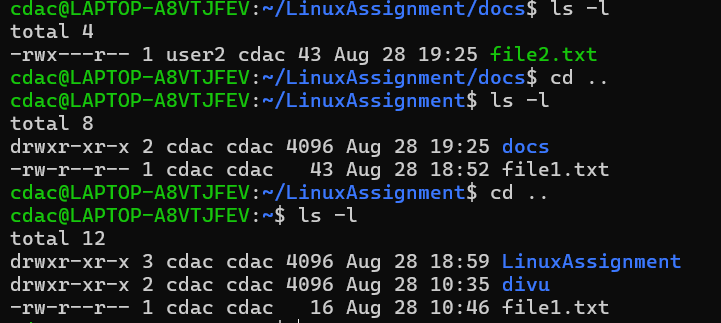 cdac@LAPTOP-A8VTJFEV:~/LinuxAssignment/docs$ ls -l
total 4
-rwx---r-- 1 user2 cdac 43 Aug 28 19:25 file2.txt
cdac@LAPTOP-A8VTJFEV:~/LinuxAssignment/docs$ cd ..
cdac@LAPTOP-A8VTJFEV:~/LinuxAssignment$ ls -l
total 8
drwxr-xr-x 2 cdac cdac 4096 Aug 28 19:25 docs
-rw-r--r-- 1 cdac cdac   43 Aug 28 18:52 file1.txt
cdac@LAPTOP-A8VTJFEV:~/LinuxAssignment$ cd ..
cdac@LAPTOP-A8VTJFEV:~$ ls -l
total 12
drwxr-xr-x 3 cdac cdac 4096 Aug 28 18:59 LinuxAssignment
drwxr-xr-x 2 cdac cdac 4096 Aug 28 10:35 divu
-rw-r--r-- 1 cdac cdac   16 Aug 28 10:46 file1.txt